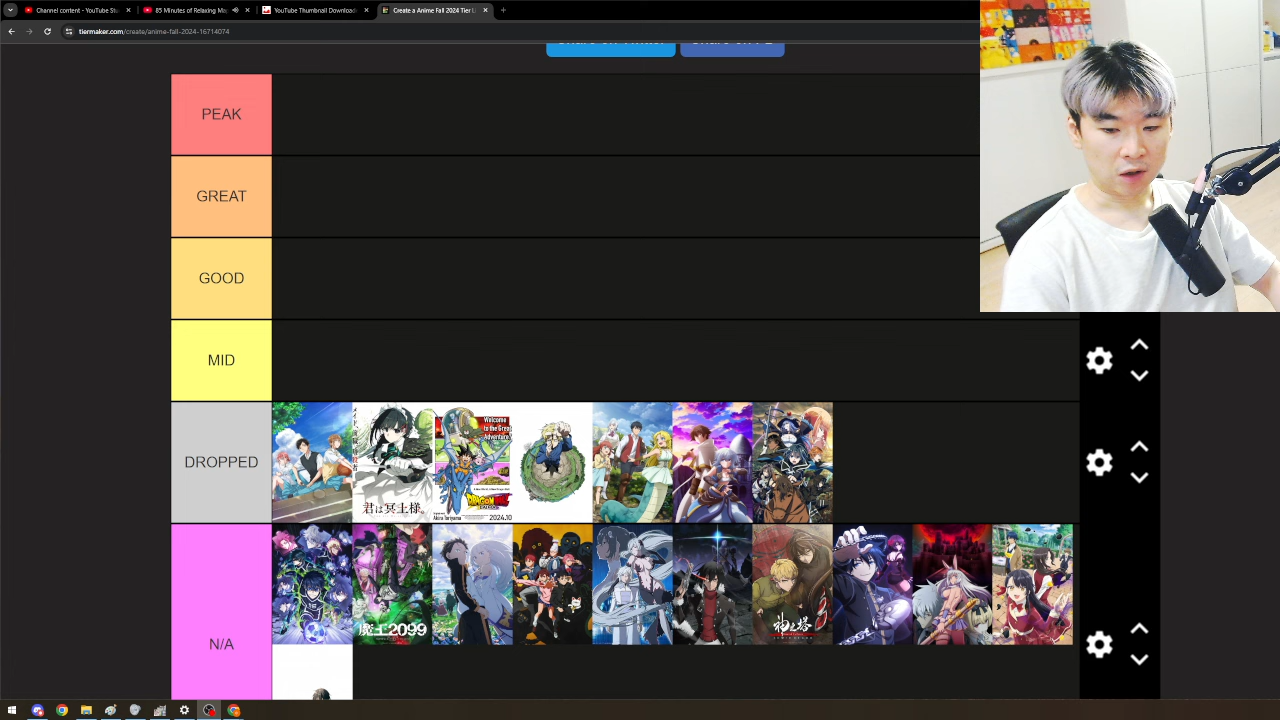 Channel content - YouTube Stu
85 Minutes of Relaxing Ma
YouTube Thumbnail Download
Create a Anime Fall 2024 Tier L
tiermaker.com/create/anime-fall-2024-16714074
PEAK
GREAT
GOOD
MID
DROPPED
君は冥土様。
Welcome
to the Great
Adventure!
DRAGON BALL
Akira Toriyama
2024.10
N/A
魔王2099
神之塔